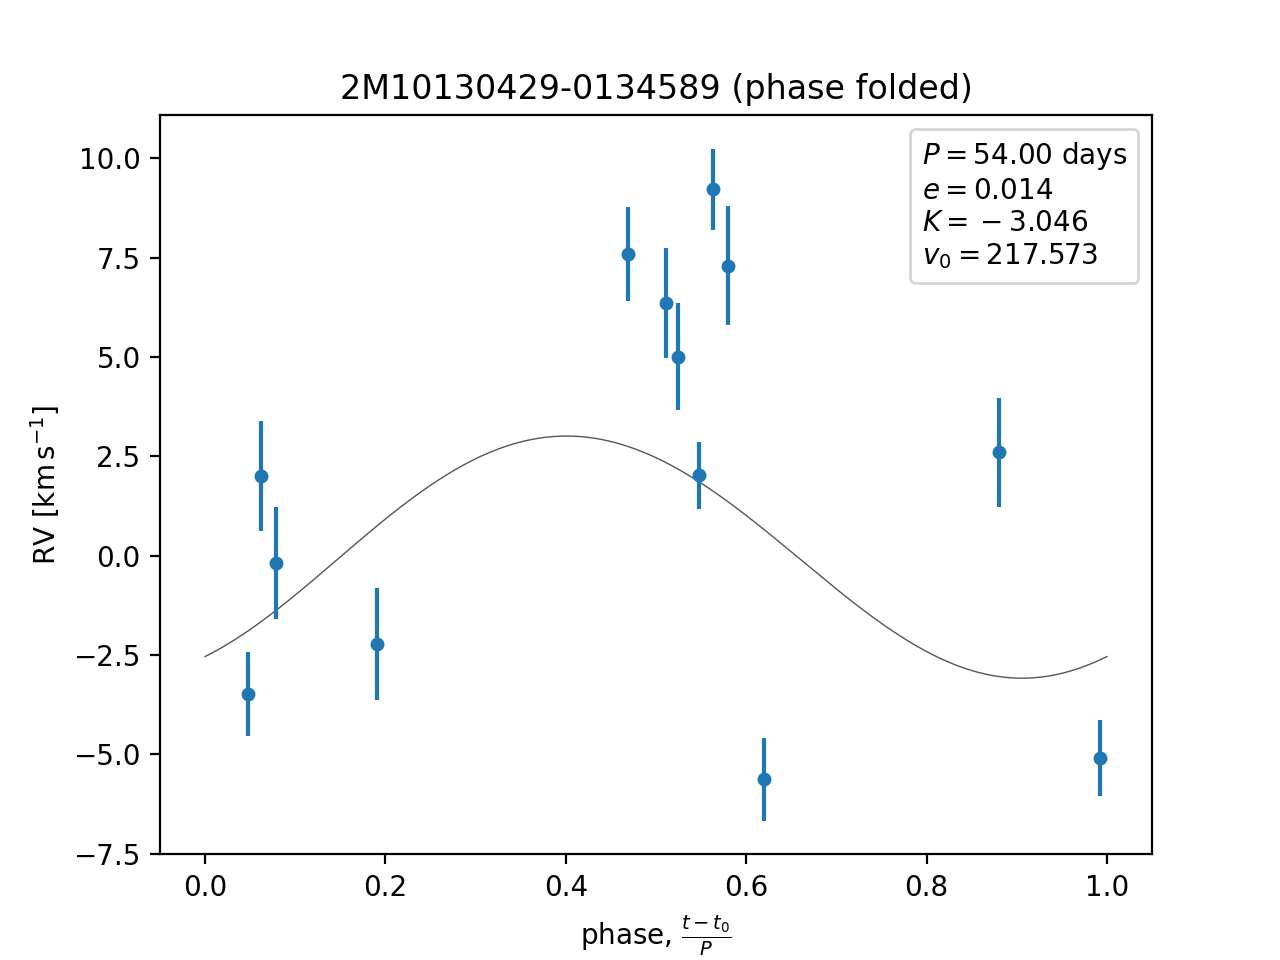 2M10130429-0134589 (phase folded)
P = 54.00 days
e = 0.014
K = −3.046
v₀ = 217.573
10.0
7.5
5.0
2.5
0.0
−2.5
−5.0
−7.5
RV [km s⁻¹]
0.0 0.2 0.4 0.6 0.8 1.0
phase, (t − t₀)/P